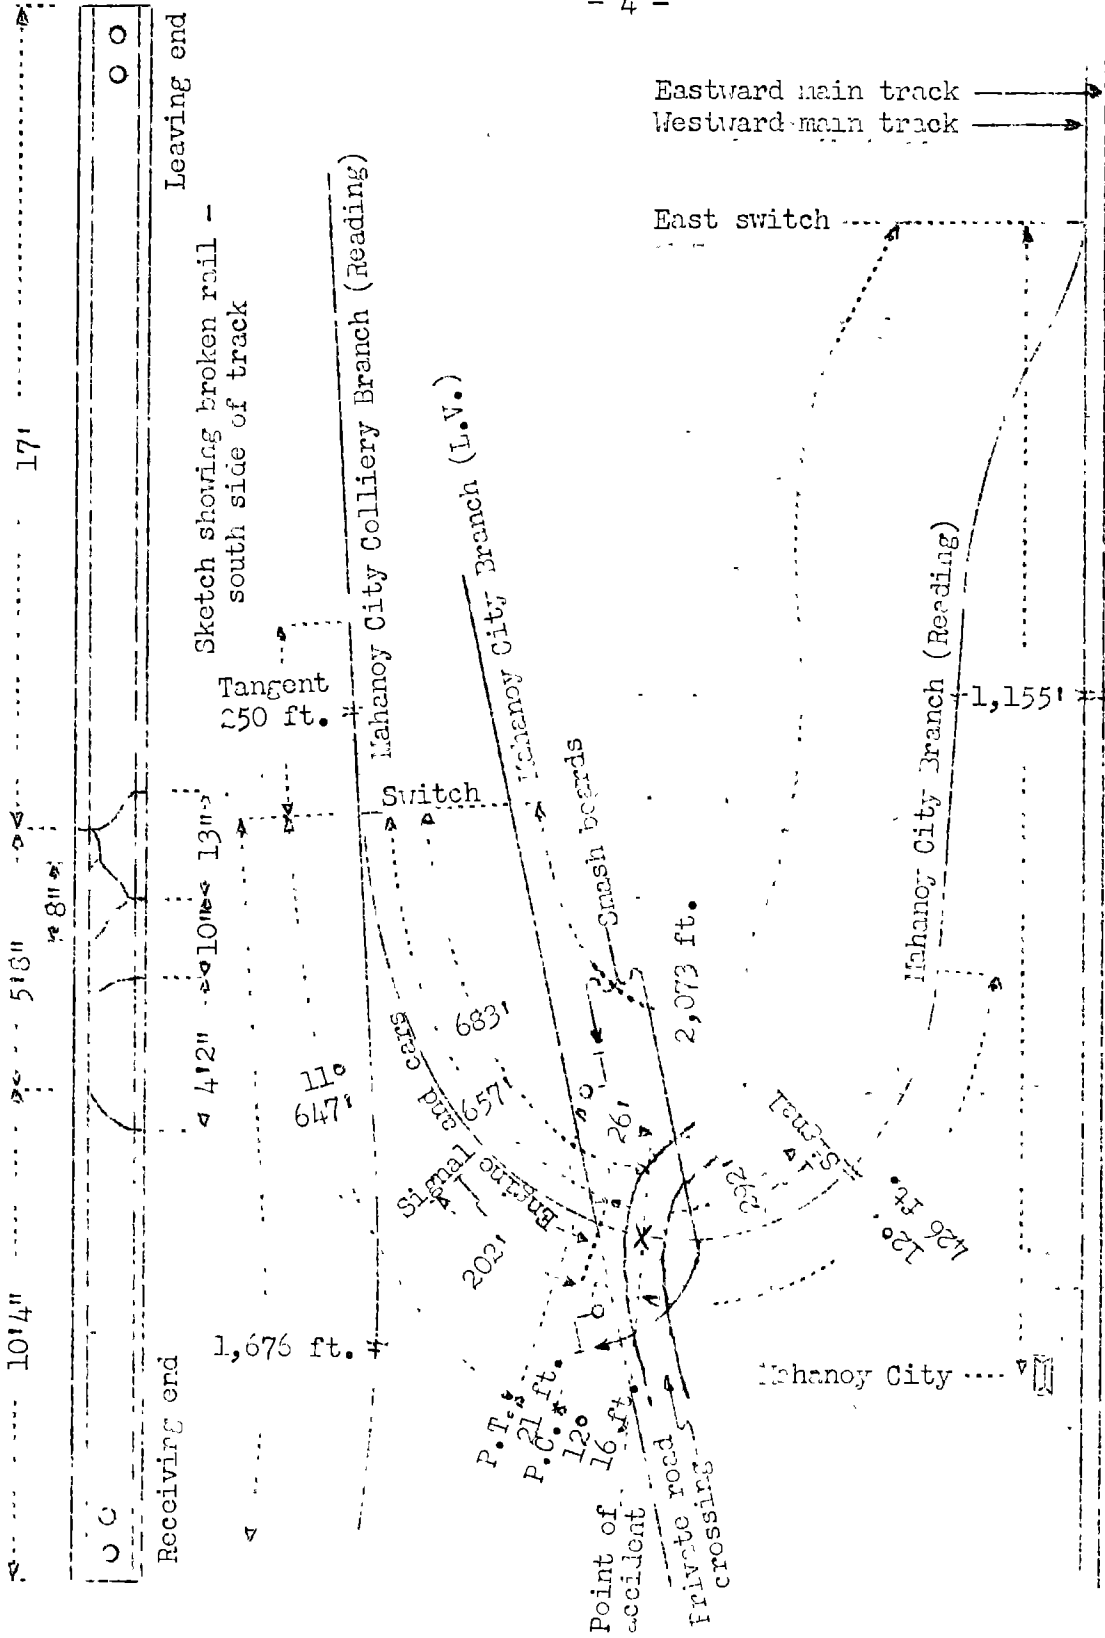 - 4 -
17'
5'8"
10'4"
8"
13"
10"
4'2"
Leaving end
Receiving end
Sketch showing broken rail -
south side of track
Eastward main track
Westward main track
East switch
Mahanoy City Colliery Branch (Reading)
Mahanoy City Branch (L.V.)
Mahanoy City Branch (Reading)
Tangent
250 ft.
Switch
Smash boards
1,155'
2,073 ft.
683'
657'
11°
647'
26'
Engine and cars
Signal
202'
292'
Signal
12°
426 ft.
1,676 ft.
P.T.
21 ft.
P.C.
12°
16 ft.
Mahanoy City
Point of
accident
Private road
crossing